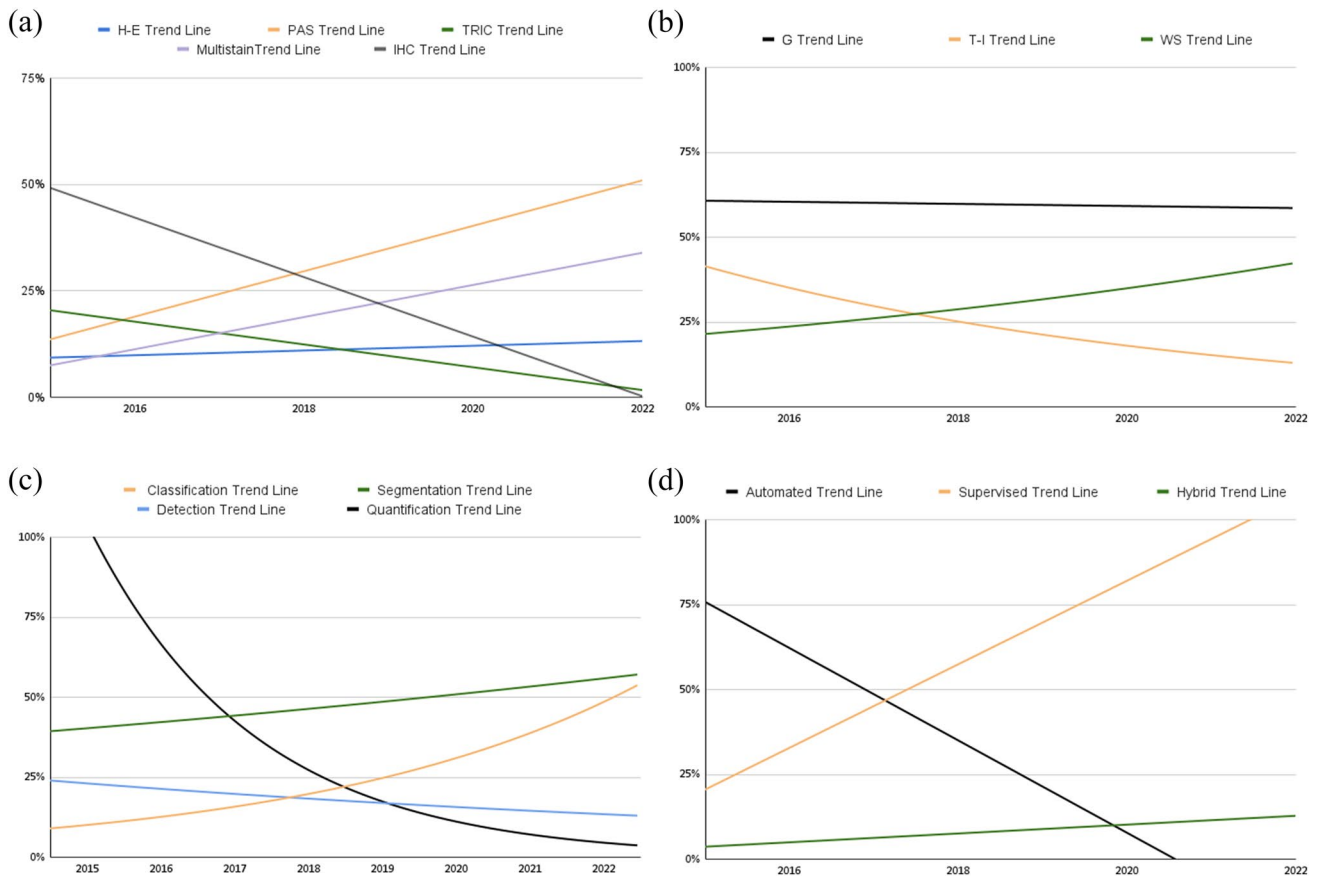 (a)
H-E Trend Line PAS Trend Line TRIC Trend Line
MultistainTrend Line IHC Trend Line
75%
50%
25%
0%
2016 2018 2020 2022
(b)
G Trend Line T-I Trend Line WS Trend Line
100%
75%
50%
25%
0%
2016 2018 2020 2022
(c)
Classification Trend Line Segmentation Trend Line
Detection Trend Line Quantification Trend Line
100%
75%
50%
25%
0%
2015 2016 2017 2018 2019 2020 2021 2022
(d)
Automated Trend Line Supervised Trend Line Hybrid Trend Line
100%
75%
50%
25%
0%
2016 2018 2020 2022